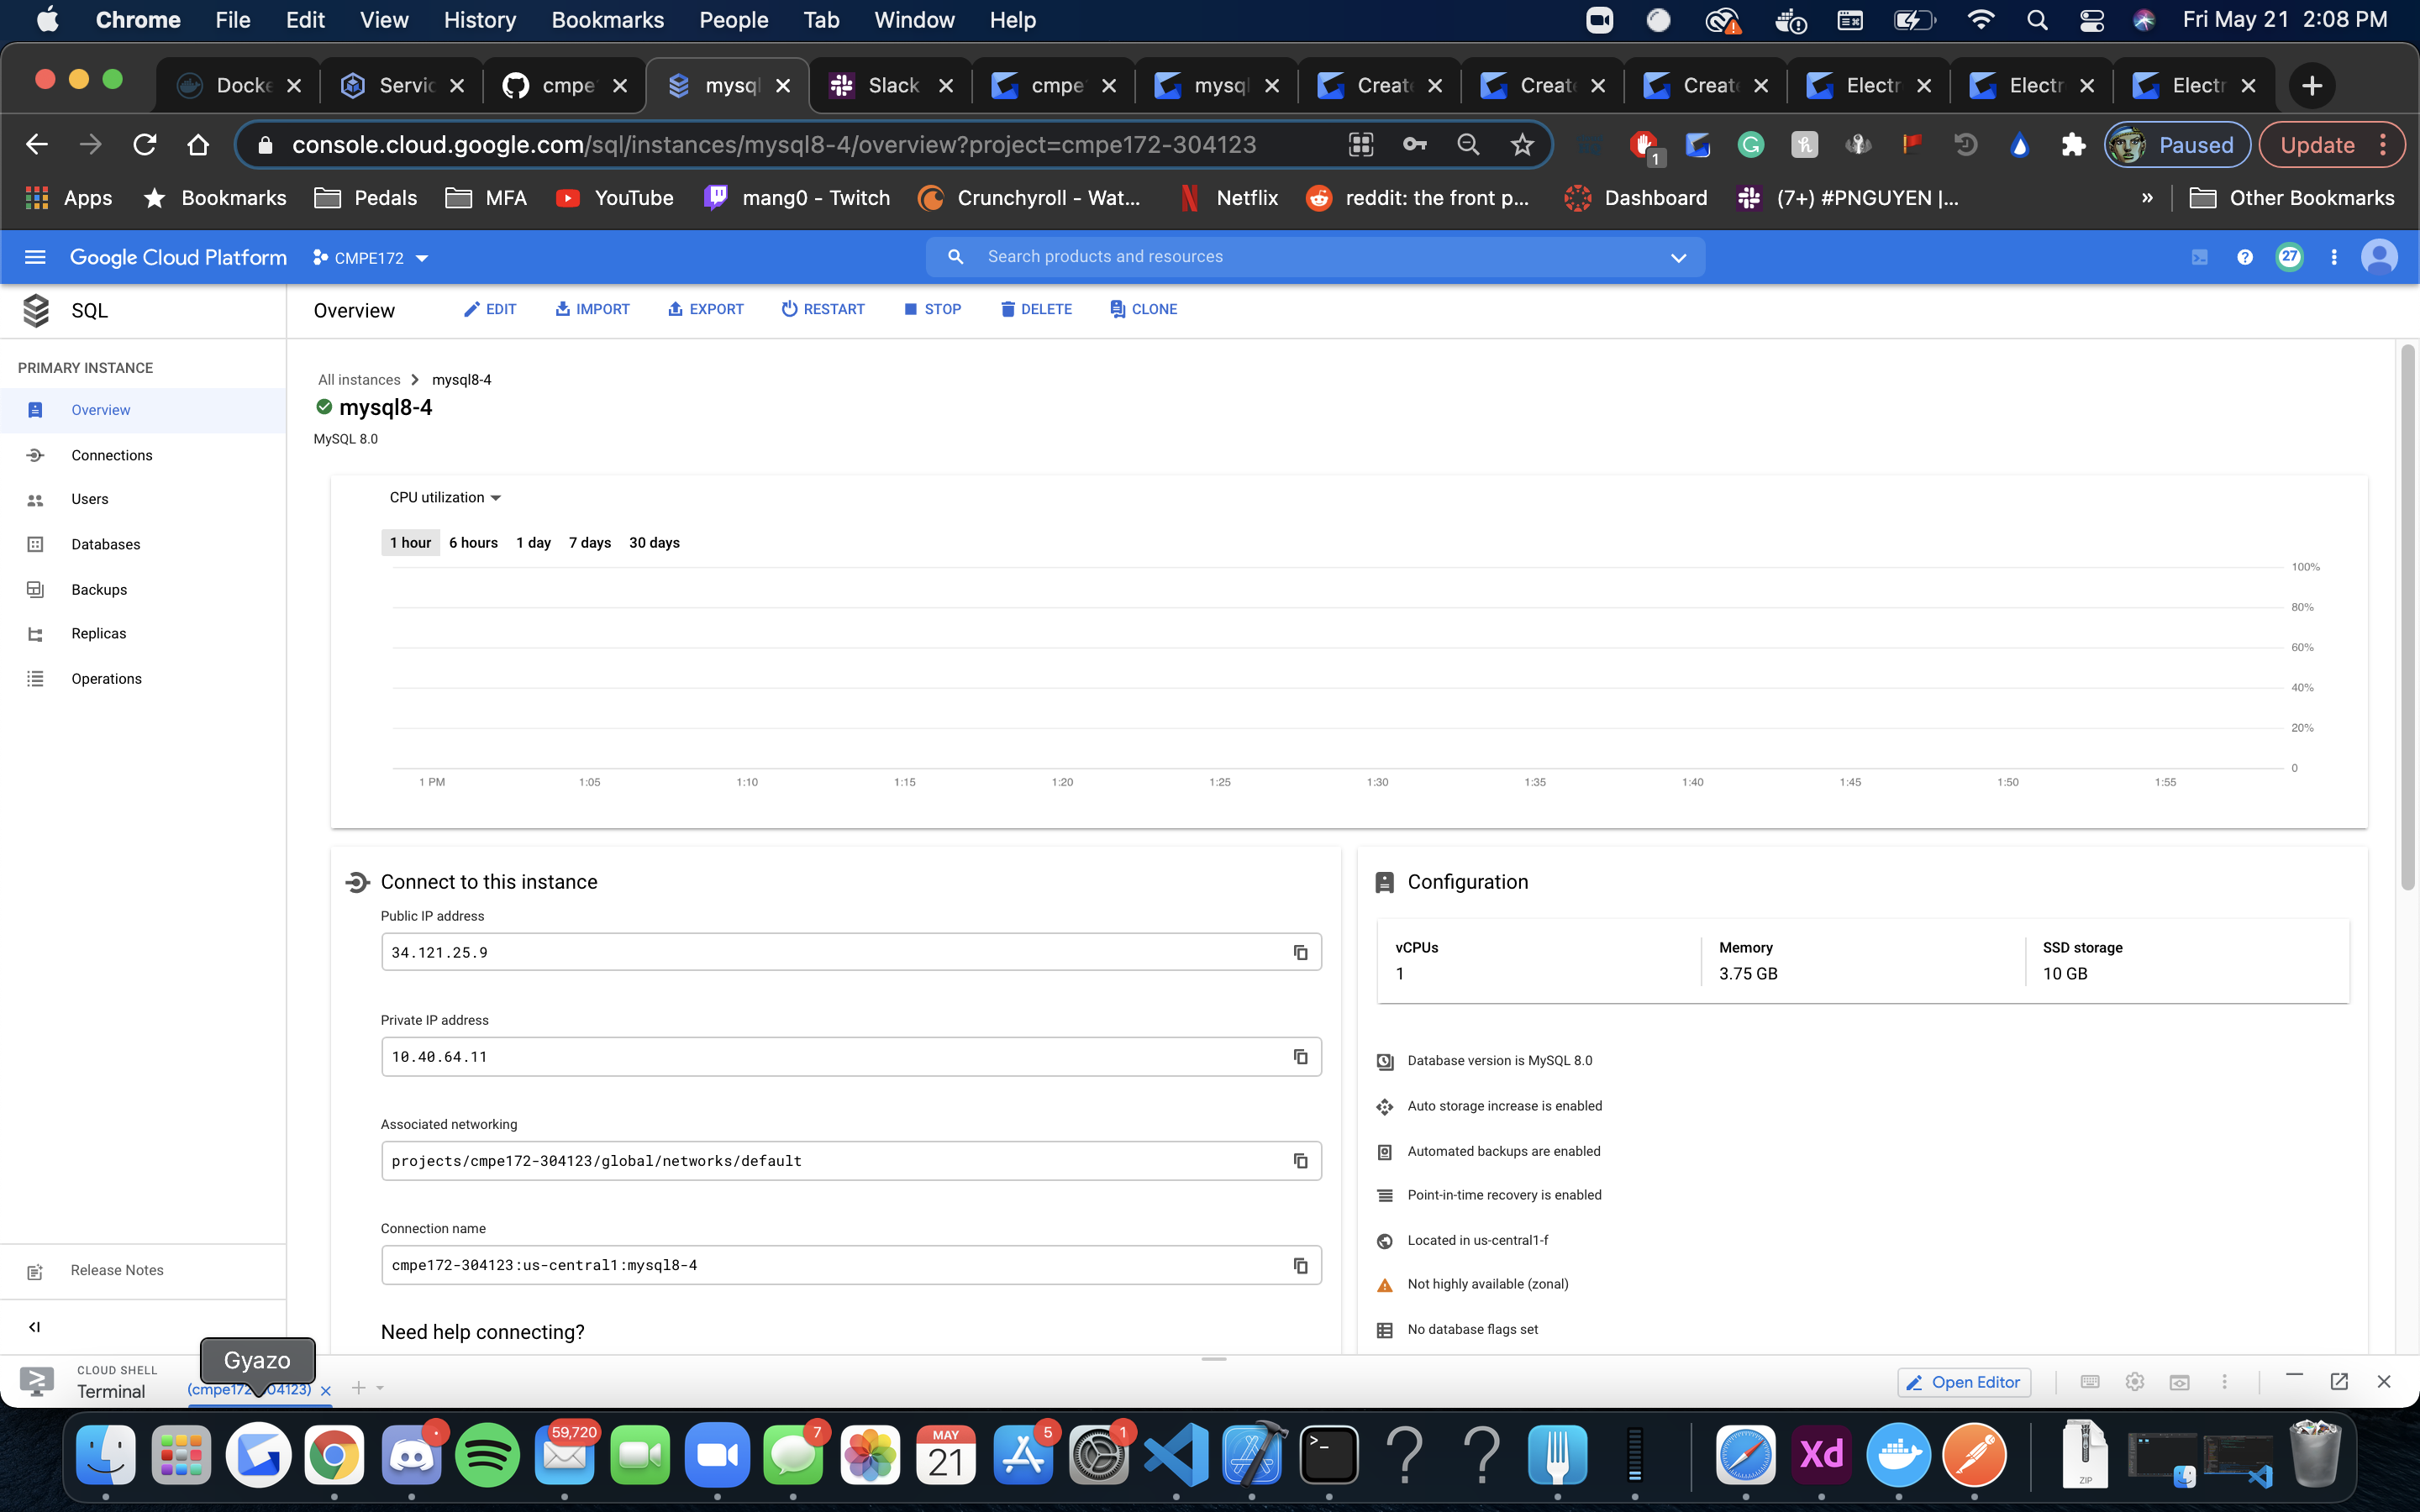 Chrome File Edit View History Bookmarks People Tab Window Help Fri May 21 2:08 PM
Docke Servic cmpe mysql Slack cmpe mysql Create Create Create Electr Electr Electr
console.cloud.google.com/sql/instances/mysql8-4/overview?project=cmpe172-304123 1 Paused Update
Apps Bookmarks Pedals MFA YouTube mang0 - Twitch Crunchyroll - Wat... Netflix reddit: the front p... Dashboard (7+) #PNGUYEN |... » Other Bookmarks
Google Cloud Platform CMPE172 Search products and resources 27
SQL Overview EDIT IMPORT EXPORT RESTART STOP DELETE CLONE
PRIMARY INSTANCE
Overview
Connections
Users
Databases
Backups
Replicas
Operations
Release Notes
All instances mysql8-4
mysql8-4
MySQL 8.0
CPU utilization
1 hour 6 hours 1 day 7 days 30 days
100%
80%
60%
40%
20%
0
1 PM 1:05 1:10 1:15 1:20 1:25 1:30 1:35 1:40 1:45 1:50 1:55
Connect to this instance
Public IP address
34.121.25.9
Private IP address
10.40.64.11
Associated networking
projects/cmpe172-304123/global/networks/default
Connection name
cmpe172-304123:us-central1:mysql8-4
Need help connecting?
Configuration
vCPUs Memory SSD storage
1 3.75 GB 10 GB
Database version is MySQL 8.0
Auto storage increase is enabled
Automated backups are enabled
Point-in-time recovery is enabled
Located in us-central1-f
Not highly available (zonal)
No database flags set
Gyazo
CLOUD SHELL
Terminal (cmpe172 04123) Open Editor
59,720 7 MAY 21 5 1 Xd ZIP